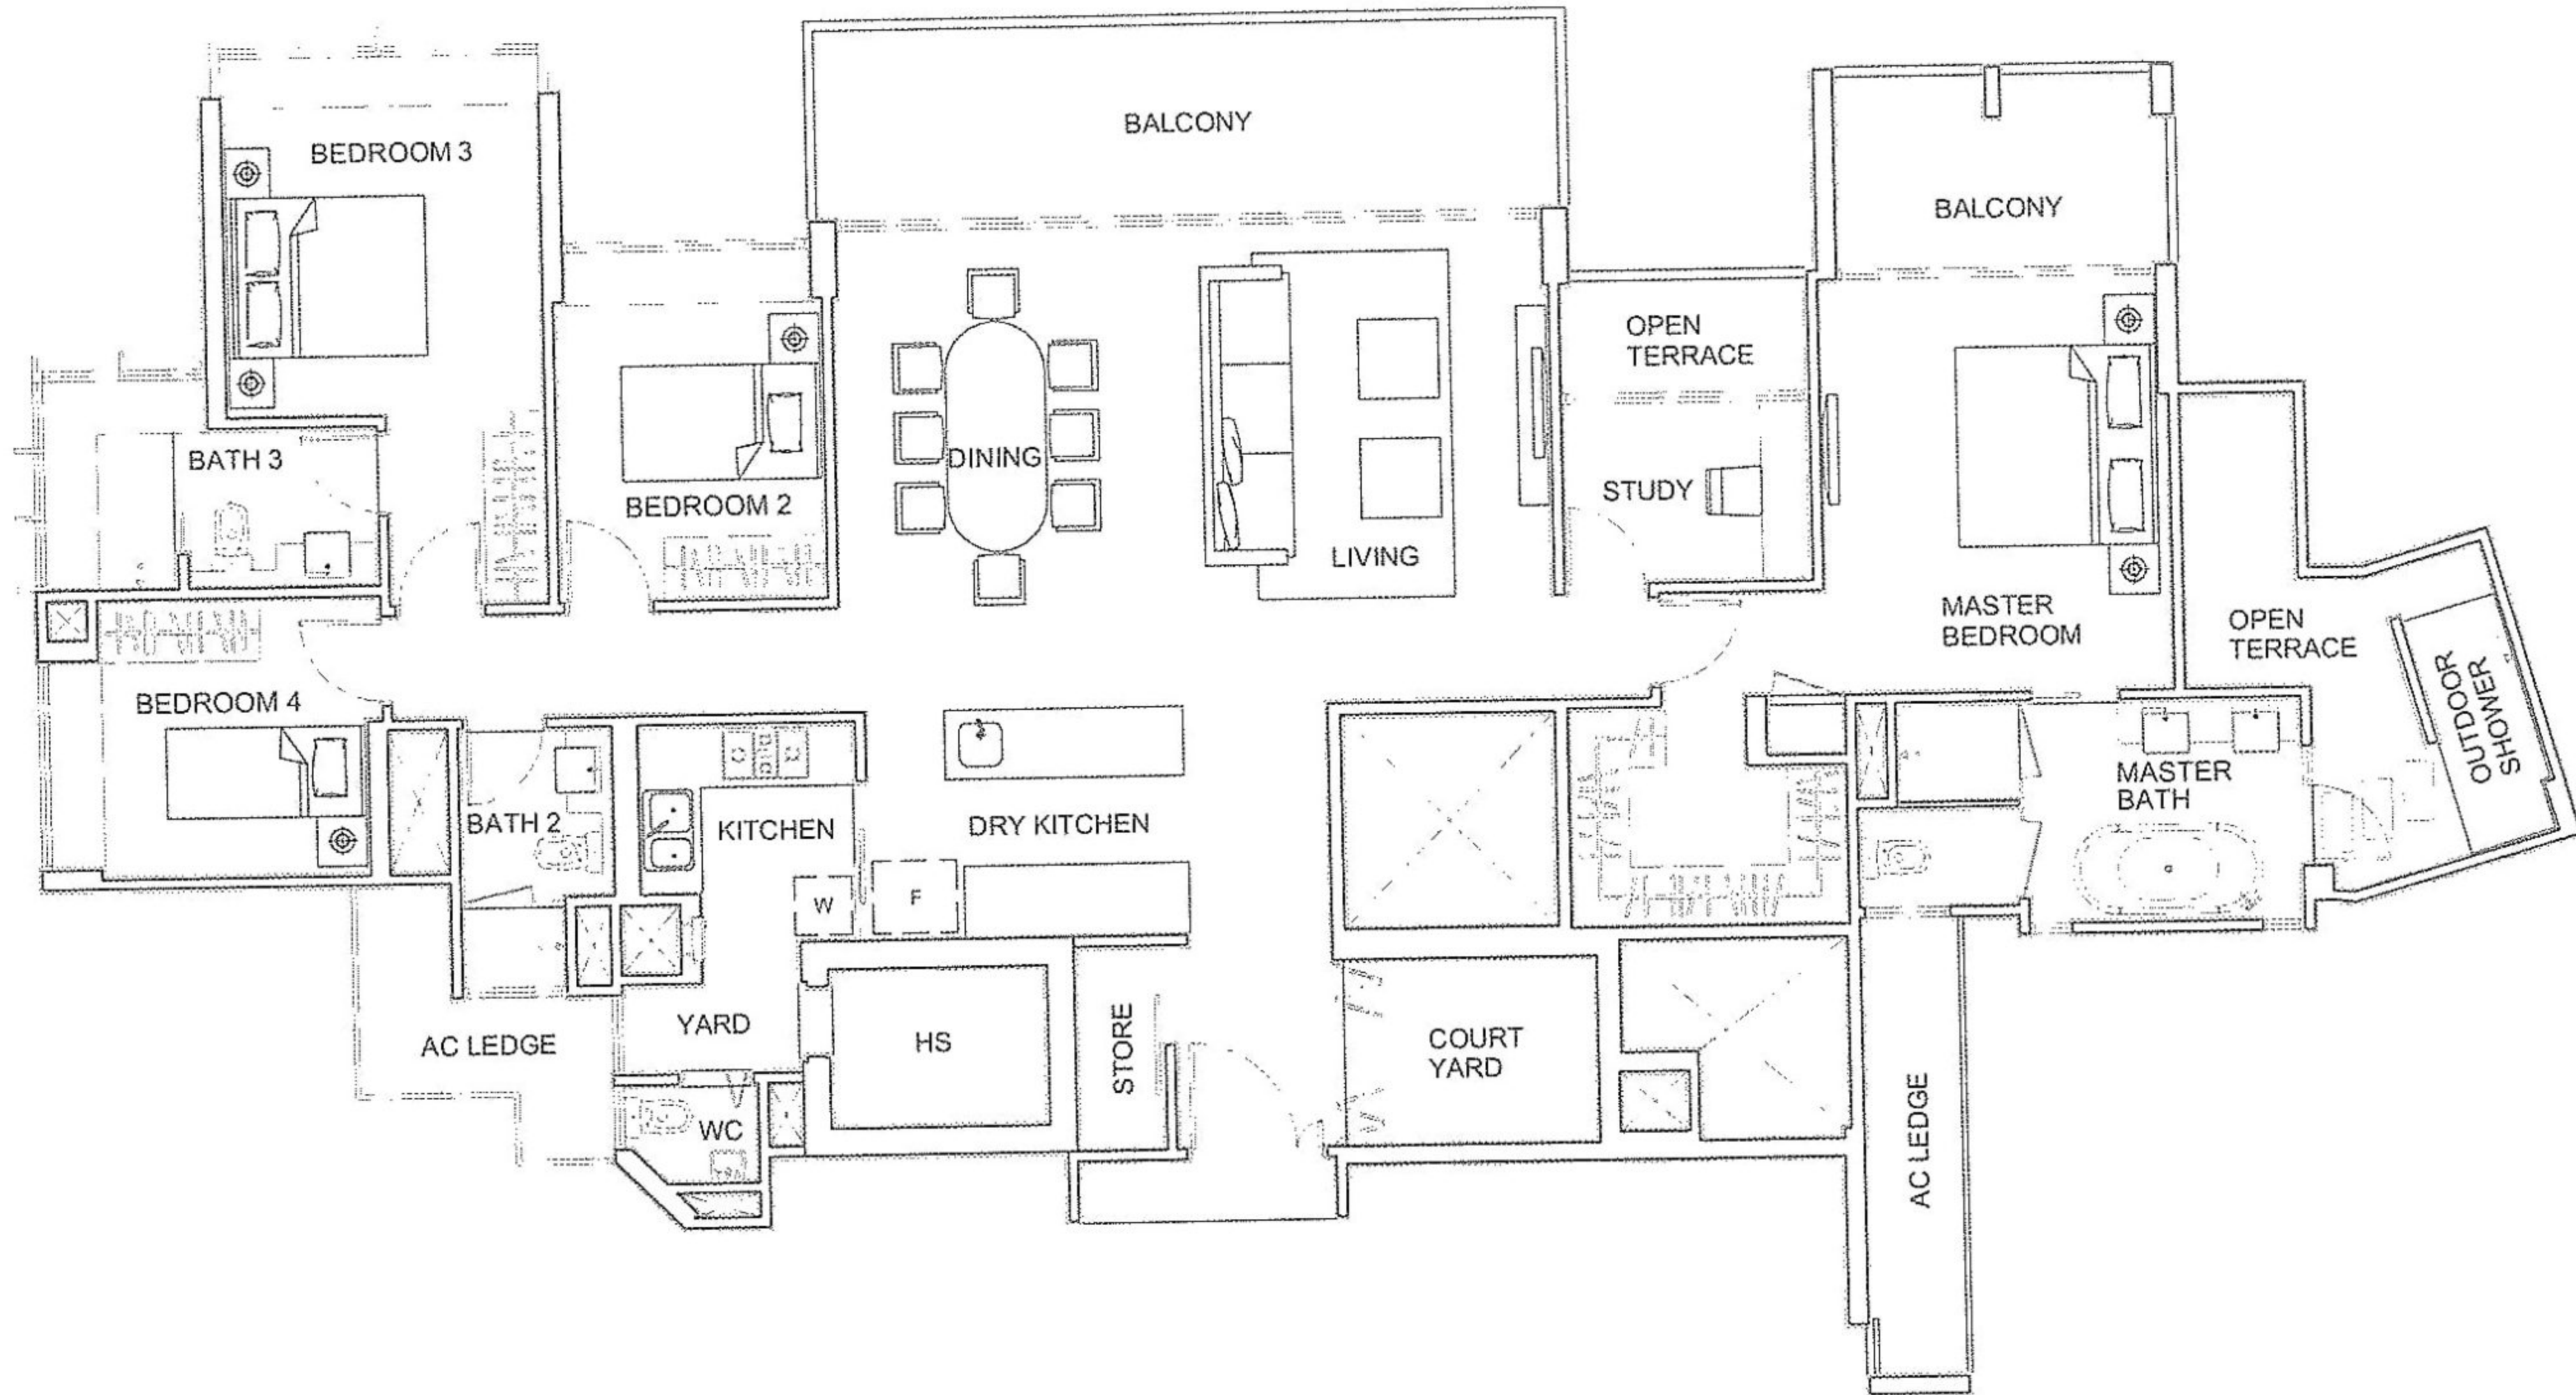 BALCONY
BEDROOM 3
BALCONY
OPEN
TERRACE
BATH 3
DINING
BEDROOM 2
STUDY
LIVING
MASTER
BEDROOM
OPEN
TERRACE
OUTDOOR
SHOWER
BEDROOM 4
BATH 2
KITCHEN
DRY KITCHEN
MASTER
BATH
W
F
YARD
HS
STORE
COURT
YARD
AC LEDGE
WC
AC LEDGE